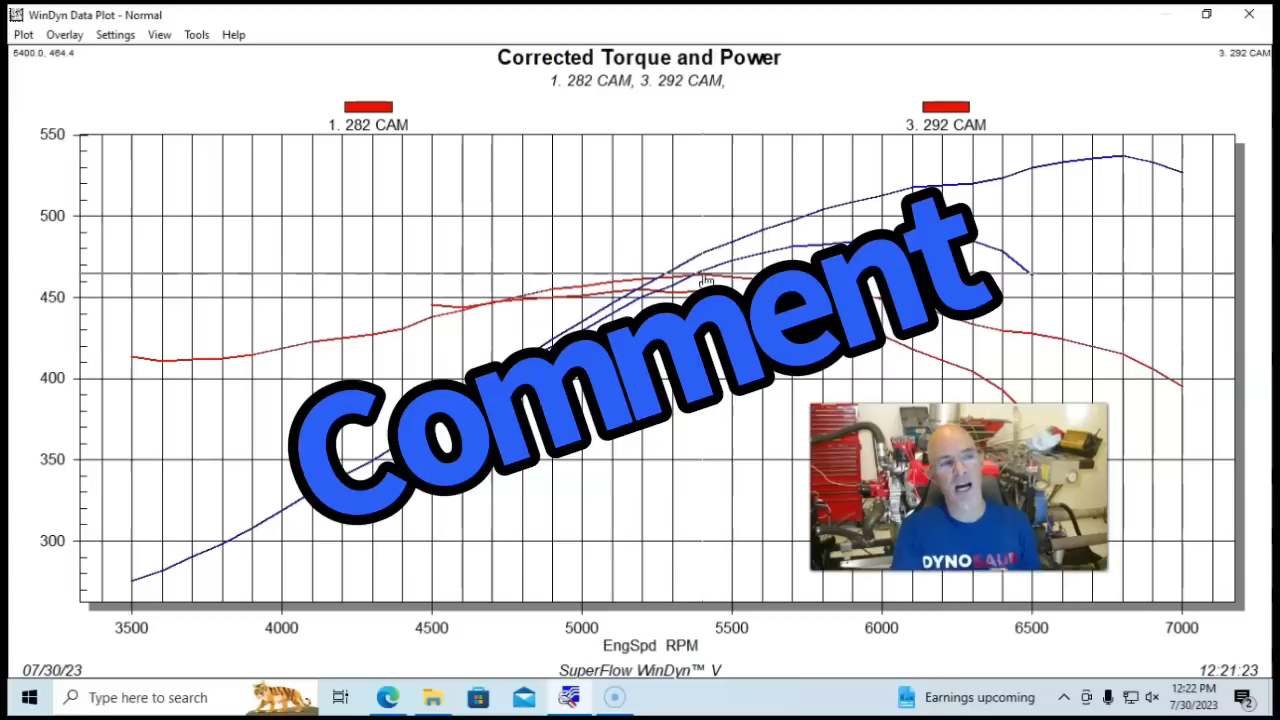 WinDyn Data Plot - Normal
Plot Overlay Settings View Tools Help
5400.0, 464.4
3. 292 CAM
Corrected Torque and Power
1. 282 CAM, 3. 292 CAM,
1. 282 CAM
3. 292 CAM
550
500
450
400
350
300
Comment
DYNOSAUR
3500 4000 4500 5000 5500 6000 6500 7000
EngSpd RPM
07/30/23
SuperFlow WinDyn™ V
12:21:23
Type here to search
Earnings upcoming
12:22 PM
7/30/2023
2